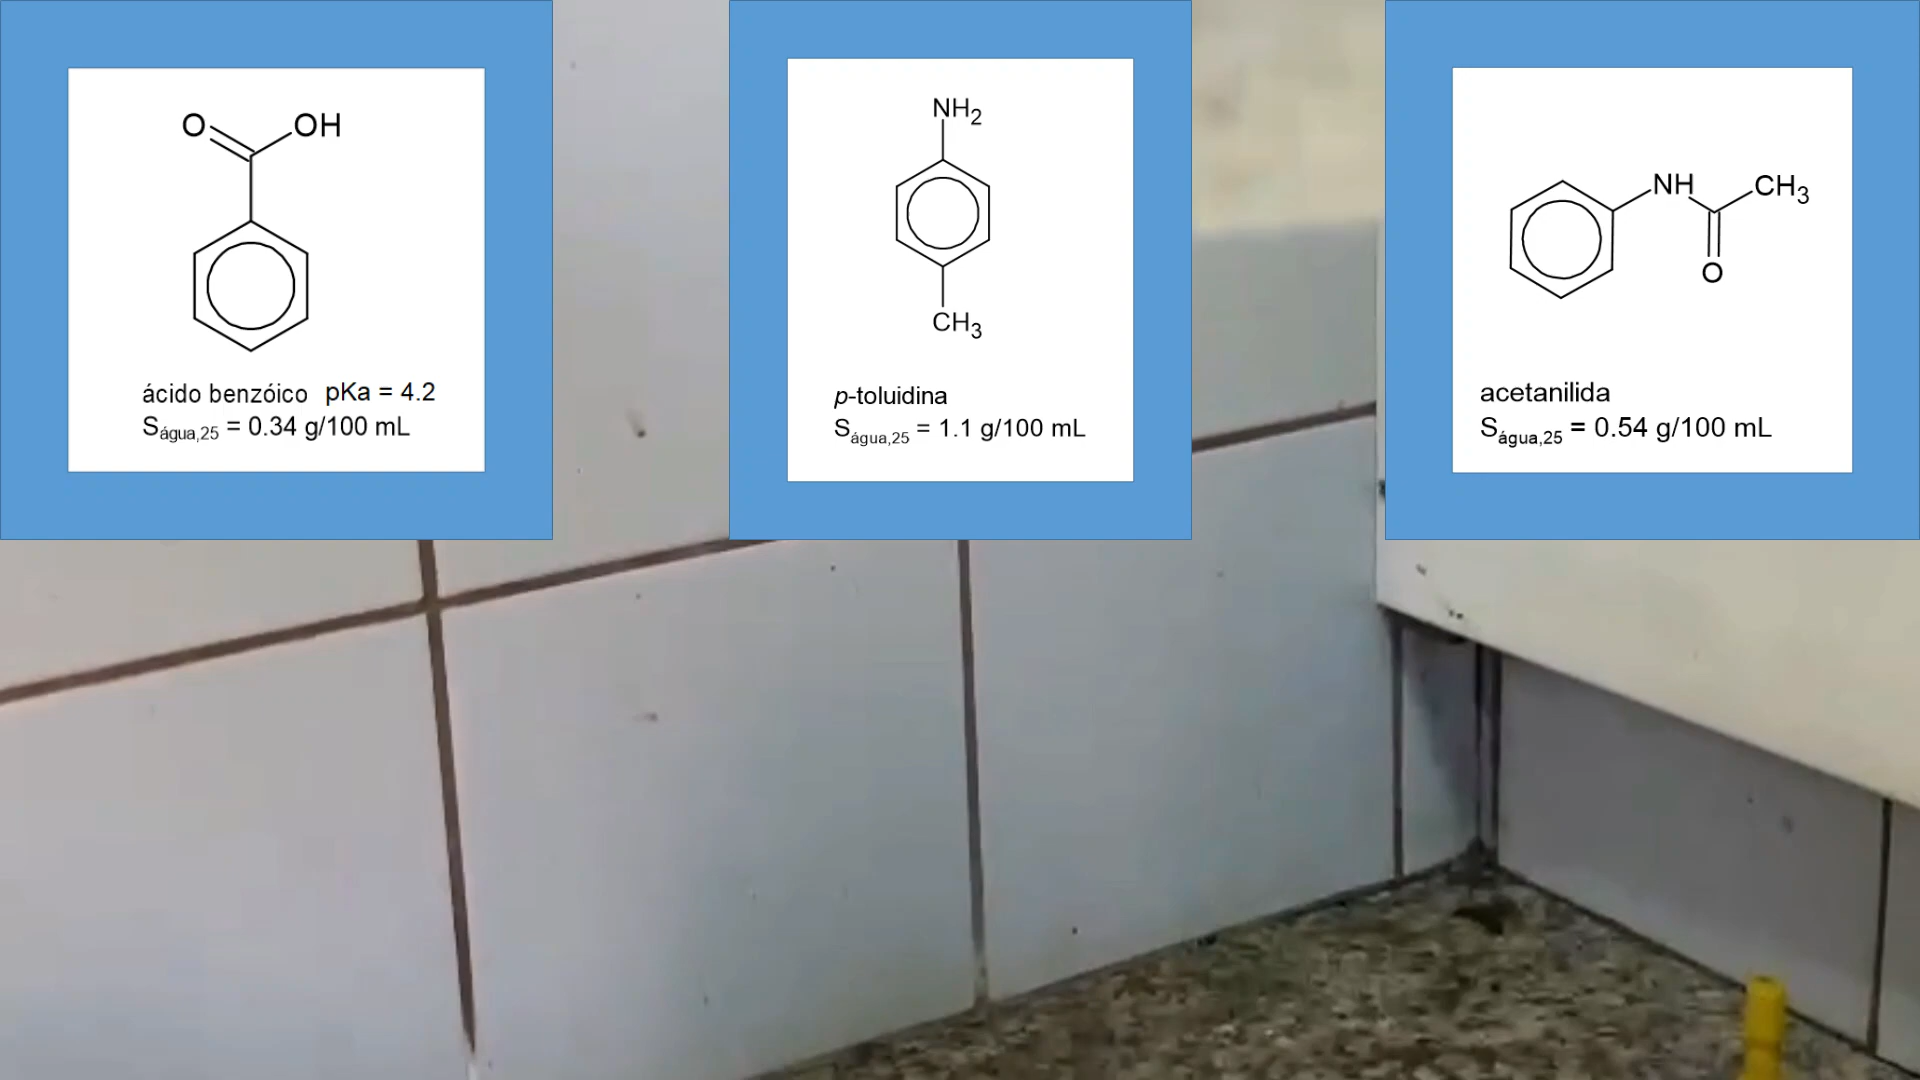 O
OH
ácido benzóico pKa = 4.2
Ságua,25 = 0.34 g/100 mL
NH2
CH3
p-toluidina
Ságua,25 = 1.1 g/100 mL
NH
CH3
O
acetanilida
Ságua,25 = 0.54 g/100 mL